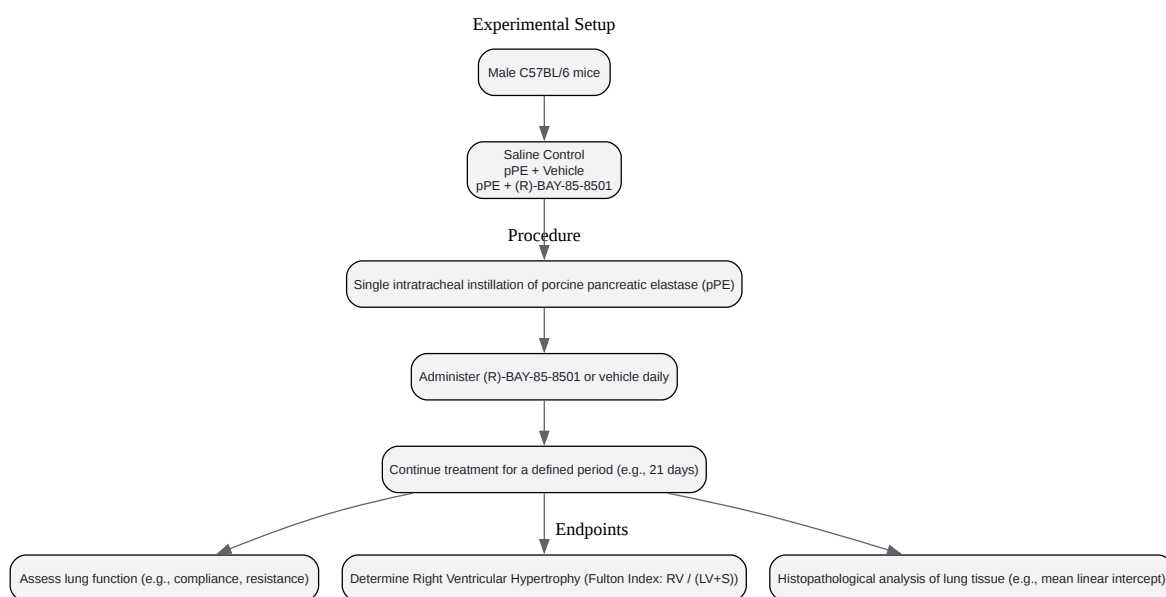 Experimental Setup
Male C57BL/6 mice
Saline Control
pPE + Vehicle
pPE + (R)-BAY-85-8501
Procedure
Single intratracheal instillation of porcine pancreatic elastase (pPE)
Administer (R)-BAY-85-8501 or vehicle daily
Continue treatment for a defined period (e.g., 21 days)
Endpoints
Assess lung function (e.g., compliance, resistance)
Determine Right Ventricular Hypertrophy (Fulton Index: RV / (LV+S))
Histopathological analysis of lung tissue (e.g., mean linear intercept)